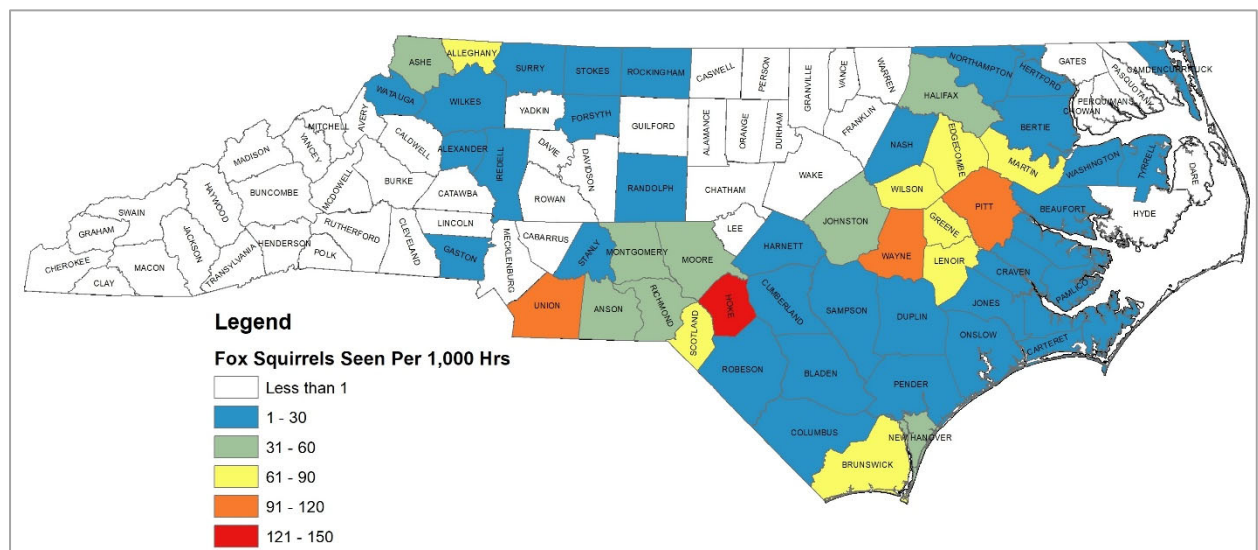 ASHE
ALLEGHANY
SURRY
STOKES
ROCKINGHAM
CASWELL
PERSON
GRANVILLE
VANCE
WARREN
NORTHAMPTON
HERTFORD
GATES
CAMDEN
CURRITUCK
PASQUOTANK
PERQUIMANS
CHOWAN
WATAUGA
WILKES
YADKIN
FORSYTH
GUILFORD
ALAMANCE
ORANGE
DURHAM
FRANKLIN
HALIFAX
BERTIE
AVERY
MITCHELL
YANCEY
MADISON
CALDWELL
ALEXANDER
IREDELL
DAVIE
DAVIDSON
RANDOLPH
CHATHAM
WAKE
NASH
EDGECOMBE
MARTIN
WASHINGTON
TYRRELL
DARE
HAYWOOD
BUNCOMBE
MCDOWELL
BURKE
CATAWBA
ROWAN
WILSON
PITT
BEAUFORT
HYDE
SWAIN
GRAHAM
JACKSON
HENDERSON
RUTHERFORD
CLEVELAND
LINCOLN
CABARRUS
STANLY
MONTGOMERY
MOORE
LEE
HARNETT
JOHNSTON
GREENE
WAYNE
LENOIR
CRAVEN
PAMLICO
CHEROKEE
CLAY
MACON
TRANSYLVANIA
POLK
GASTON
MECKLENBURG
UNION
ANSON
RICHMOND
SCOTLAND
HOKE
CUMBERLAND
SAMPSON
DUPLIN
JONES
ONSLOW
CARTERET
ROBESON
BLADEN
PENDER
COLUMBUS
NEW HANOVER
BRUNSWICK
Legend
Fox Squirrels Seen Per 1,000 Hrs
Less than 1
1 - 30
31 - 60
61 - 90
91 - 120
121 - 150